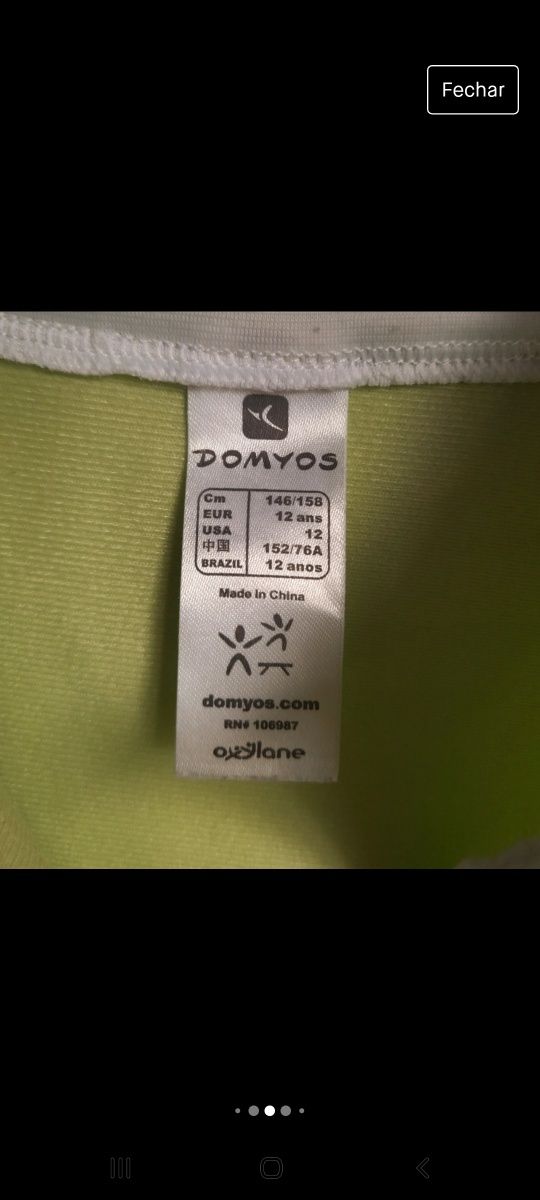 Fechar
DOMYOS
Cm 146/158
EUR 12 ans
USA 12
中国 152/76A
BRAZIL 12 anos
Made in China
domyos.com
RN# 106987
oxylane